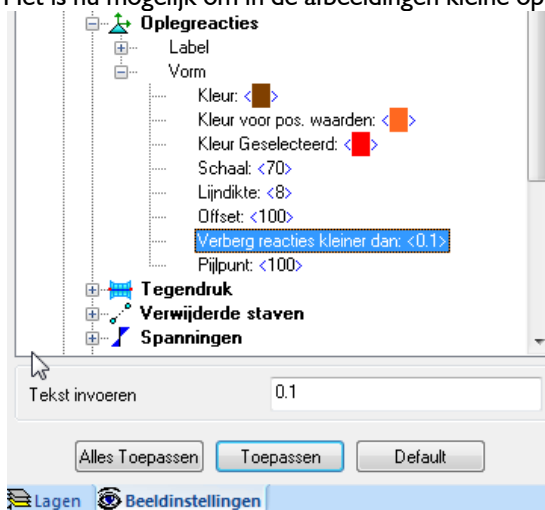 Het is nu mogelijk om in de afbeeldingen kleine op
Oplegreacties
Label
Vorm
Kleur: < >
Kleur voor pos. waarden: < >
Kleur Geselecteerd: < >
Schaal: <70>
Lijndikte: <8>
Offset: <100>
Verberg reacties kleiner dan: <0.1>
Pijlpunt: <100>
Tegendruk
Verwijderde staven
Spanningen
Tekst invoeren 0.1
Alles Toepassen Toepassen Default
Lagen Beeldinstellingen